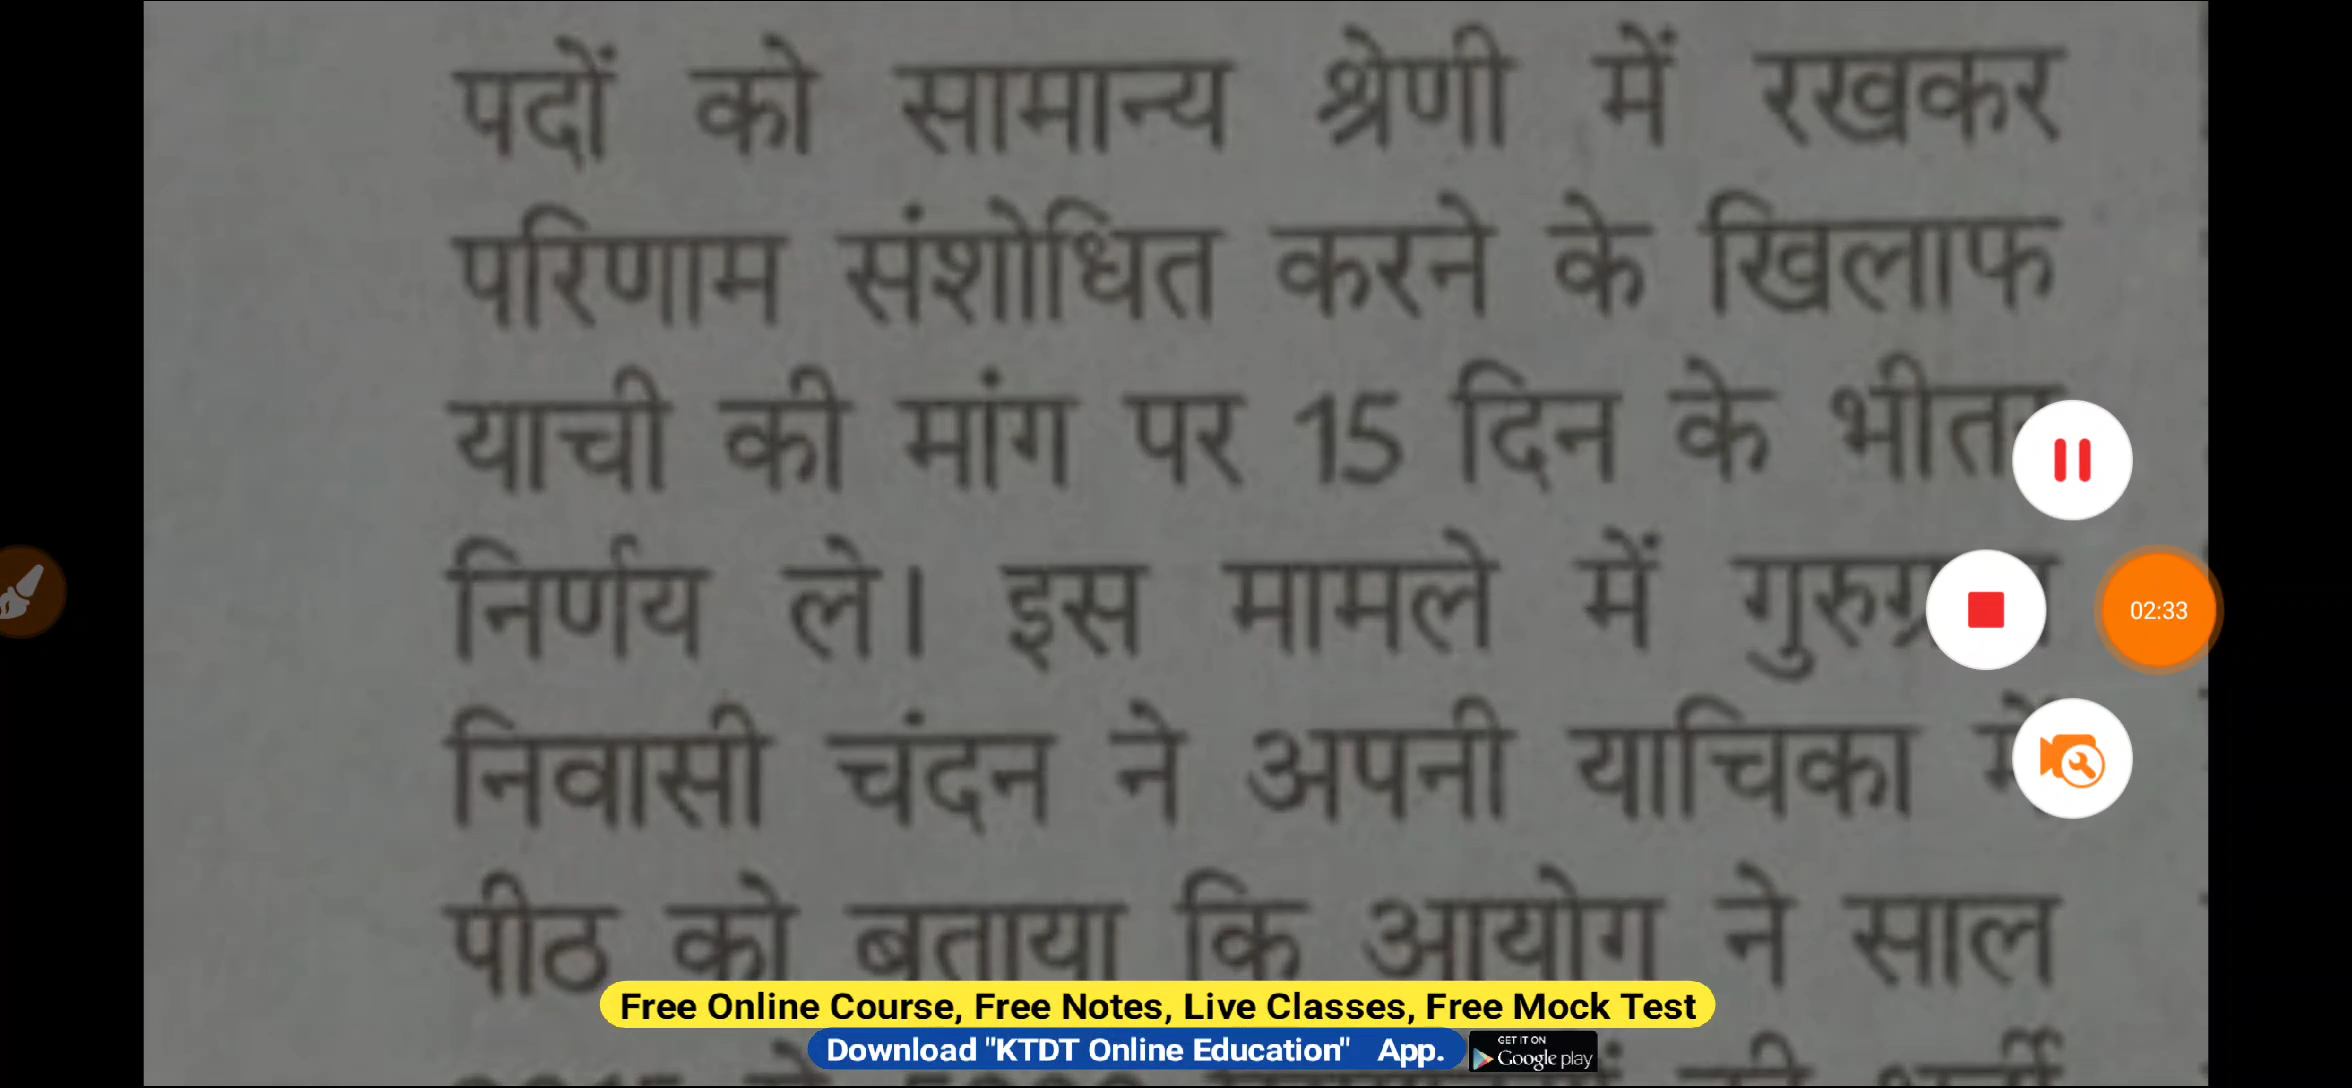 पदों को सामान्य श्रेणी में रखकर
परिणाम संशोधित करने के खिलाफ
याची की मांग पर 15 दिन के
निर्णय ले। इस मामले में
निवासी चंदन ने अपनी याचिका
पीठ को बताया कि आयोग ने साल
02:33
Free Online Course, Free Notes, Live Classes, Free Mock Test
Download "KTDT Online Education" App.
GET IT ON
Google play